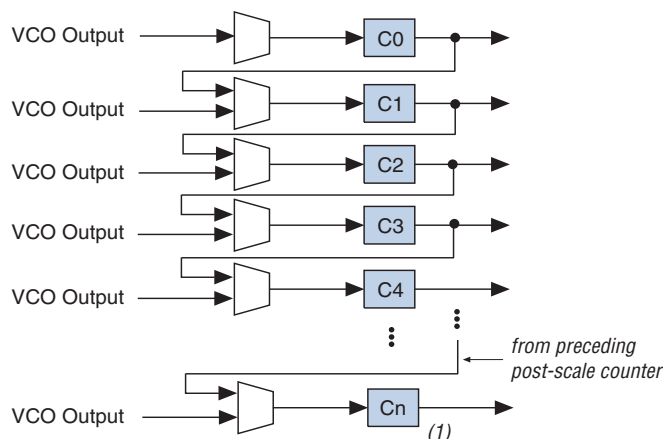 VCO Output
C0
VCO Output
C1
VCO Output
C2
VCO Output
C3
VCO Output
C4
from preceding
post-scale counter
VCO Output
Cn
(1)